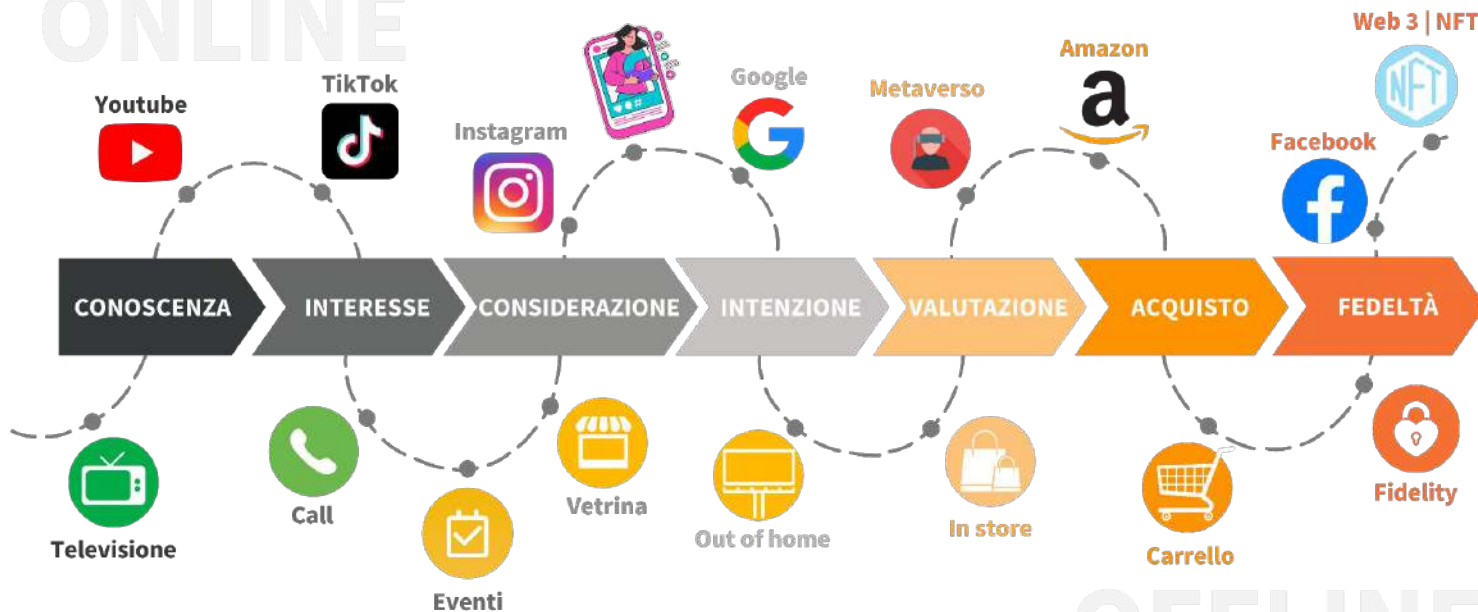 ONLINE
Web 3 | NFT
Amazon
TikTok
Google
Youtube
Metaverso
Instagram
Facebook
NFT
a
CONOSCENZA
INTERESSE
CONSIDERAZIONE
INTENZIONE
VALUTAZIONE
ACQUISTO
FEDELTÀ
Televisione
Call
Eventi
Vetrina
Out of home
In store
Carrello
Fidelity
OFFLINE